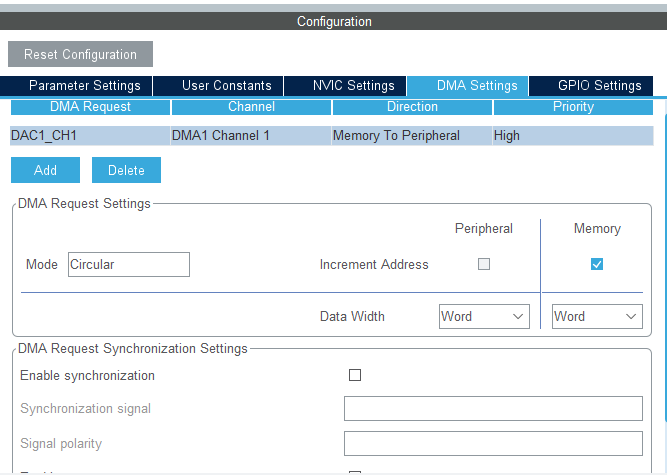 Configuration
Reset Configuration
Parameter Settings User Constants NVIC Settings DMA Settings GPIO Settings
DMA Request Channel Direction Priority
DAC1_CH1 DMA1 Channel 1 Memory To Peripheral High
Add Delete
DMA Request Settings
Peripheral Memory
Mode Circular Increment Address
Data Width Word Word
DMA Request Synchronization Settings
Enable synchronization
Synchronization signal
Signal polarity